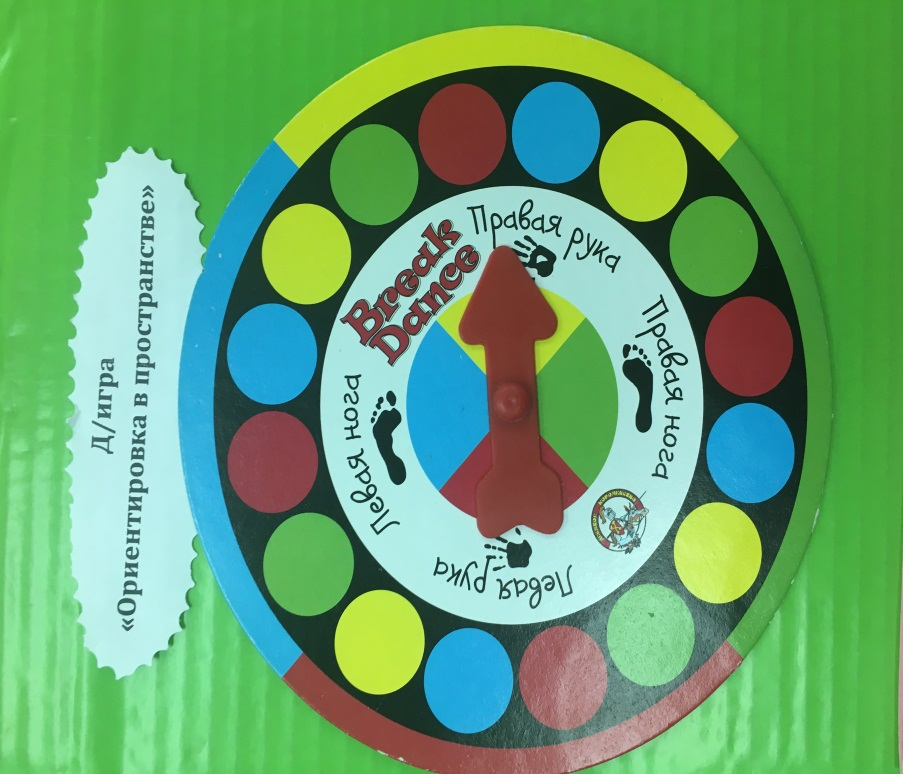 Д/игра
«Ориентировка в пространстве»
Break
Dance
Правая рука
Правая нога
Левая рука
Левая нога